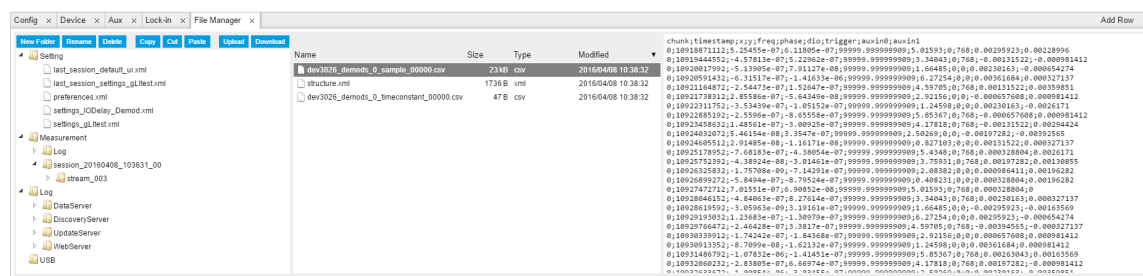 Config × Device × Aux × Lock-in × File Manager × Add Row
New Folder Rename Delete Copy Cut Paste Upload Download
Setting
last_session_default_ui.xml
last_session_settings_gLltest.xml
preferences.xml
settings_IODelay_Demod.xml
settings_gLltest.xml
Measurement
Log
session_20160408_103631_00
stream_003
Log
DataServer
DiscoveryServer
UpdateServer
WebServer
USB
Name Size Type Modified
dev3026_demods_0_sample_00000.csv 23 kB csv 2016/04/08 10:38:32
structure.xml 1736 B xml 2016/04/08 10:38:32
dev3026_demods_0_timeconstant_00000.csv 47 B csv 2016/04/08 10:38:32
chunk;timestamp;x;y;freq;phase;dio;trigger;auxin0;auxin1
0;10918871112;5.25455e-07;6.11805e-07;99999.999999909;5.01593;0;768;0.00295923;0.00228996
0;10919444552;-4.57813e-07;5.22962e-07;99999.999999909;3.34043;0;768;-0.00131522;-0.000981412
0;10920017992;-5.13905e-07;7.91127e-08;99999.999999909;1.66485;0;0;0.00230163;-0.000654274
0;10920591432;-6.31517e-07;-1.41633e-06;99999.999999909;6.27254;0;0;0.00361684;0.000327137
0;10921164872;-2.54473e-07;1.52647e-07;99999.999999909;4.59705;0;768;0.00131522;0.00359851
0;10921738312;2.85586e-07;-5.64349e-08;99999.999999909;2.92156;0;0;-0.000657608;0.000981412
0;10922311752;-3.53439e-07;-1.05152e-07;99999.999999909;1.24598;0;0;0.00230163;-0.0026171
0;10922885192;-2.5596e-07;-8.65558e-07;99999.999999909;5.85367;0;768;-0.000657608;0.000981412
0;10923458632;1.48561e-07;-3.00925e-07;99999.999999909;4.17818;0;768;-0.00131522;0.00294424
0;10924032072;5.46154e-08;3.3547e-07;99999.999999909;2.50269;0;0;-0.00197282;-0.00392565
0;10924605512;2.91485e-08;-1.16171e-08;99999.999999909;0.827103;0;0;0.00131522;0.000327137
0;10925178952;-7.68183e-07;-4.38054e-07;99999.999999909;5.4348;0;768;0.000328804;0.0026171
0;10925752392;-4.38924e-08;-3.01461e-07;99999.999999909;3.75931;0;768;0.00197282;-0.00130855
0;10926325832;-1.75708e-09;-7.14291e-07;99999.999999909;2.08382;0;0;0.000986411;0.00196282
0;10926899272;-5.8494e-07;-8.79524e-07;99999.999999909;0.408231;0;0;0.000328804;0.00196282
0;10927472712;7.01551e-07;6.90852e-08;99999.999999909;5.01593;0;768;0.000328804;0
0;10928046152;-4.84063e-07;8.27614e-07;99999.999999909;3.34043;0;768;0.00230163;0.000327137
0;10928619592;-3.05963e-09;3.19161e-07;99999.999999909;1.66485;0;0;-0.00295923;-0.00163569
0;10929193032;1.23683e-07;-1.30979e-07;99999.999999909;6.27254;0;0;0.00295923;-0.000654274
0;10929766472;-2.46428e-07;3.3817e-07;99999.999999909;4.59705;0;768;-0.00394565;-0.000327137
0;10930339912;-1.74242e-07;-1.84368e-07;99999.999999909;2.92156;0;0;0.000657608;0.000981412
0;10930913352;-8.7099e-08;-1.62132e-07;99999.999999909;1.24598;0;0;0.00361684;0.000981412
0;10931486792;-1.07832e-06;-1.41451e-07;99999.999999909;5.85367;0;768;0.00263043;0.00163569
0;10932060232;-2.83805e-07;6.66974e-07;99999.999999909;4.17818;0;768;0.00197282;-0.000981412